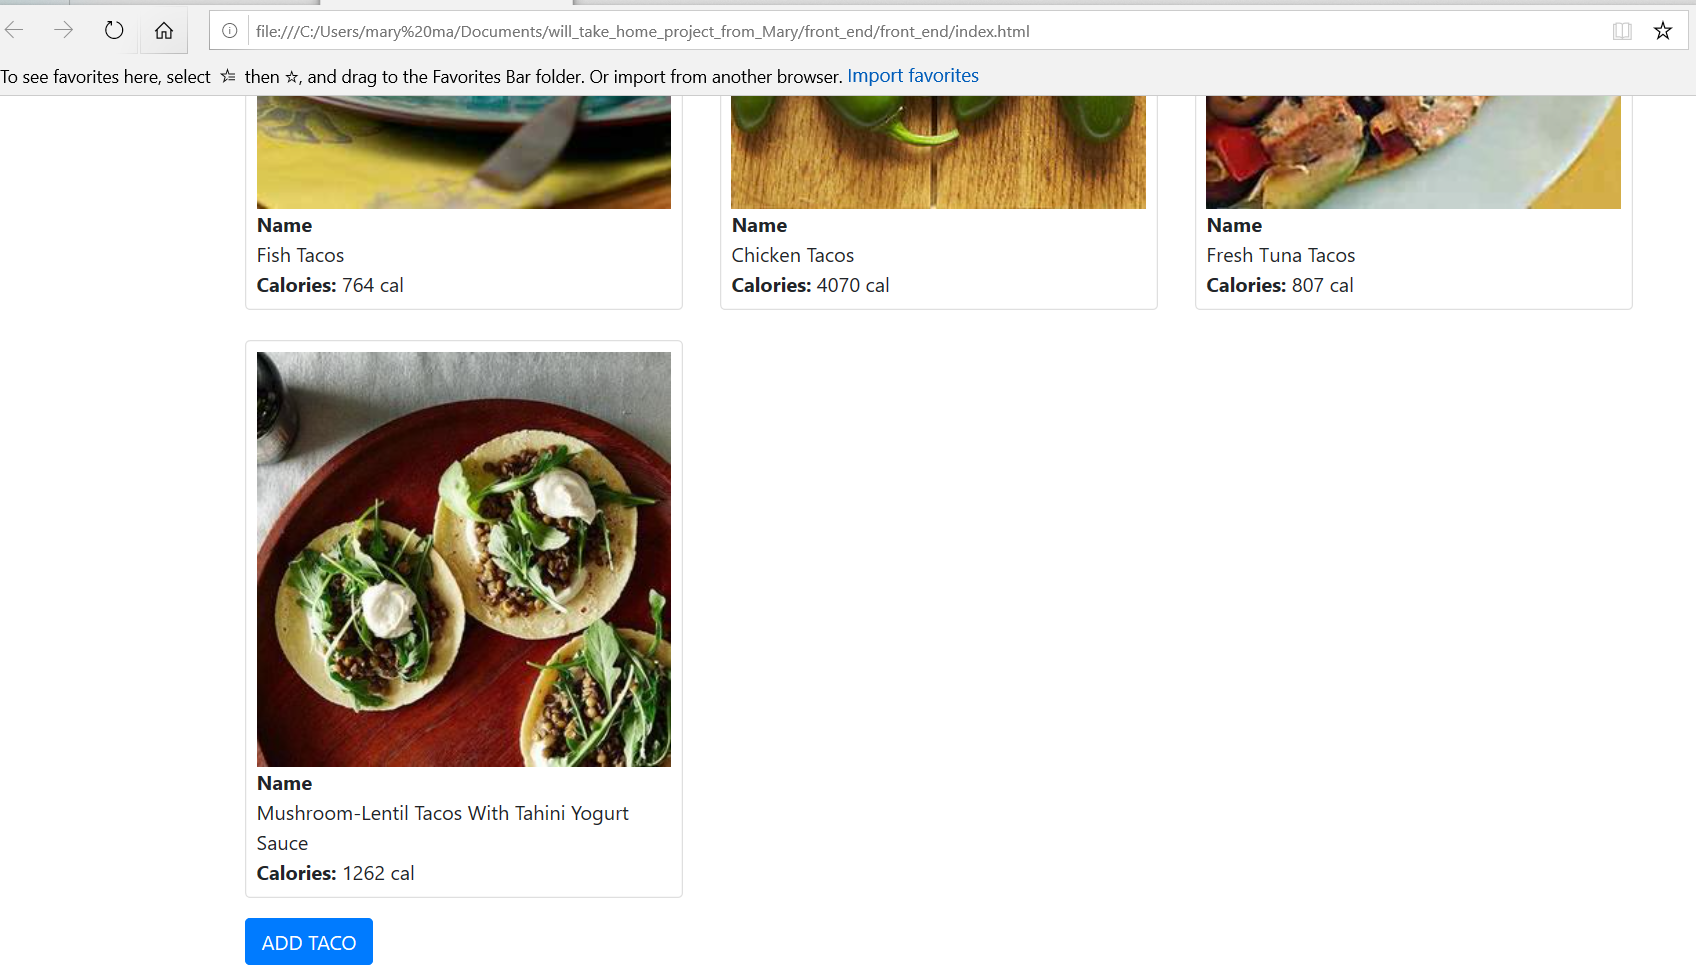 file:///C:/Users/mary%20ma/Documents/will_take_home_project_from_Mary/front_end/front_end/index.html
To see favorites here, select then ☆, and drag to the Favorites Bar folder. Or import from another browser. Import favorites
Name
Fish Tacos
Calories: 764 cal
Name
Chicken Tacos
Calories: 4070 cal
Name
Fresh Tuna Tacos
Calories: 807 cal
Name
Mushroom-Lentil Tacos With Tahini Yogurt
Sauce
Calories: 1262 cal
ADD TACO